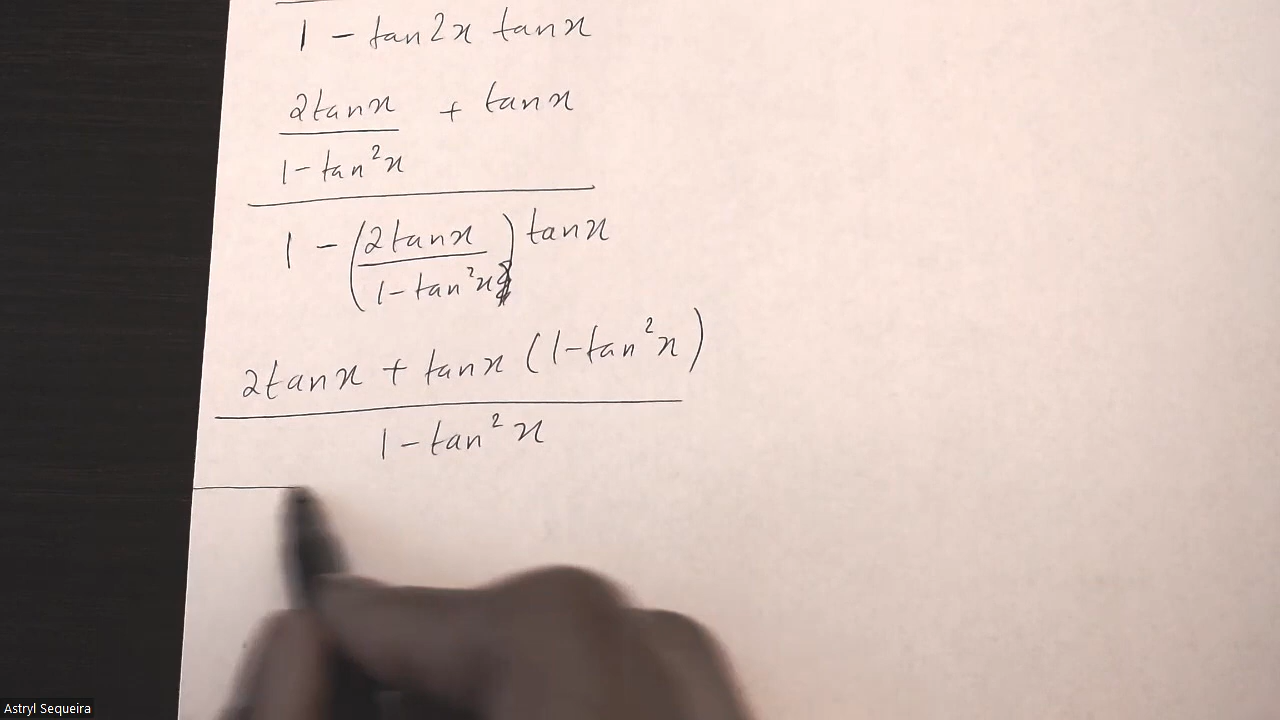 1 - tan2x tanx
2tanx + tanx
1 - tan²x
1 - (2tanx) tanx
1 - tan²x
2tanx + tanx (1 - tan²x)
1 - tan²x
Astryl Sequeira